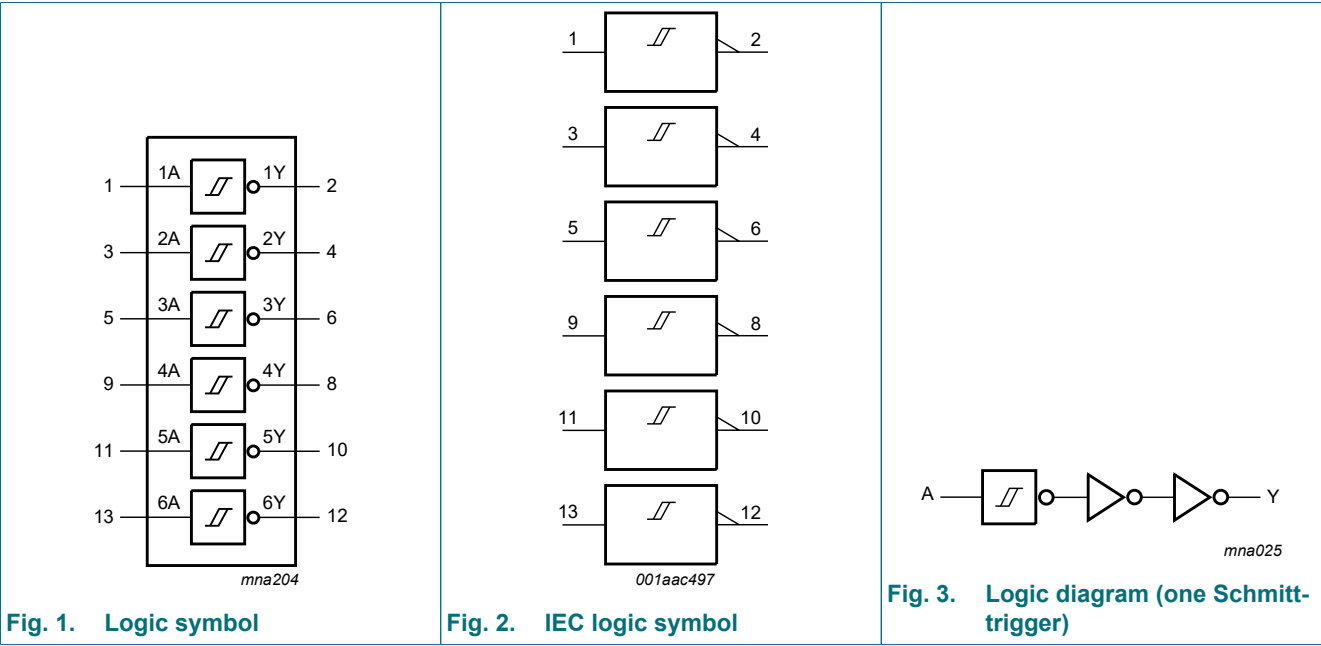 1 1A 1Y 2
3 2A 2Y 4
5 3A 3Y 6
9 4A 4Y 8
11 5A 5Y 10
13 6A 6Y 12
mna204
Fig. 1. Logic symbol
1 2
3 4
5 6
9 8
11 10
13 12
001aac497
Fig. 2. IEC logic symbol
A Y
mna025
Fig. 3. Logic diagram (one Schmitt-
trigger)